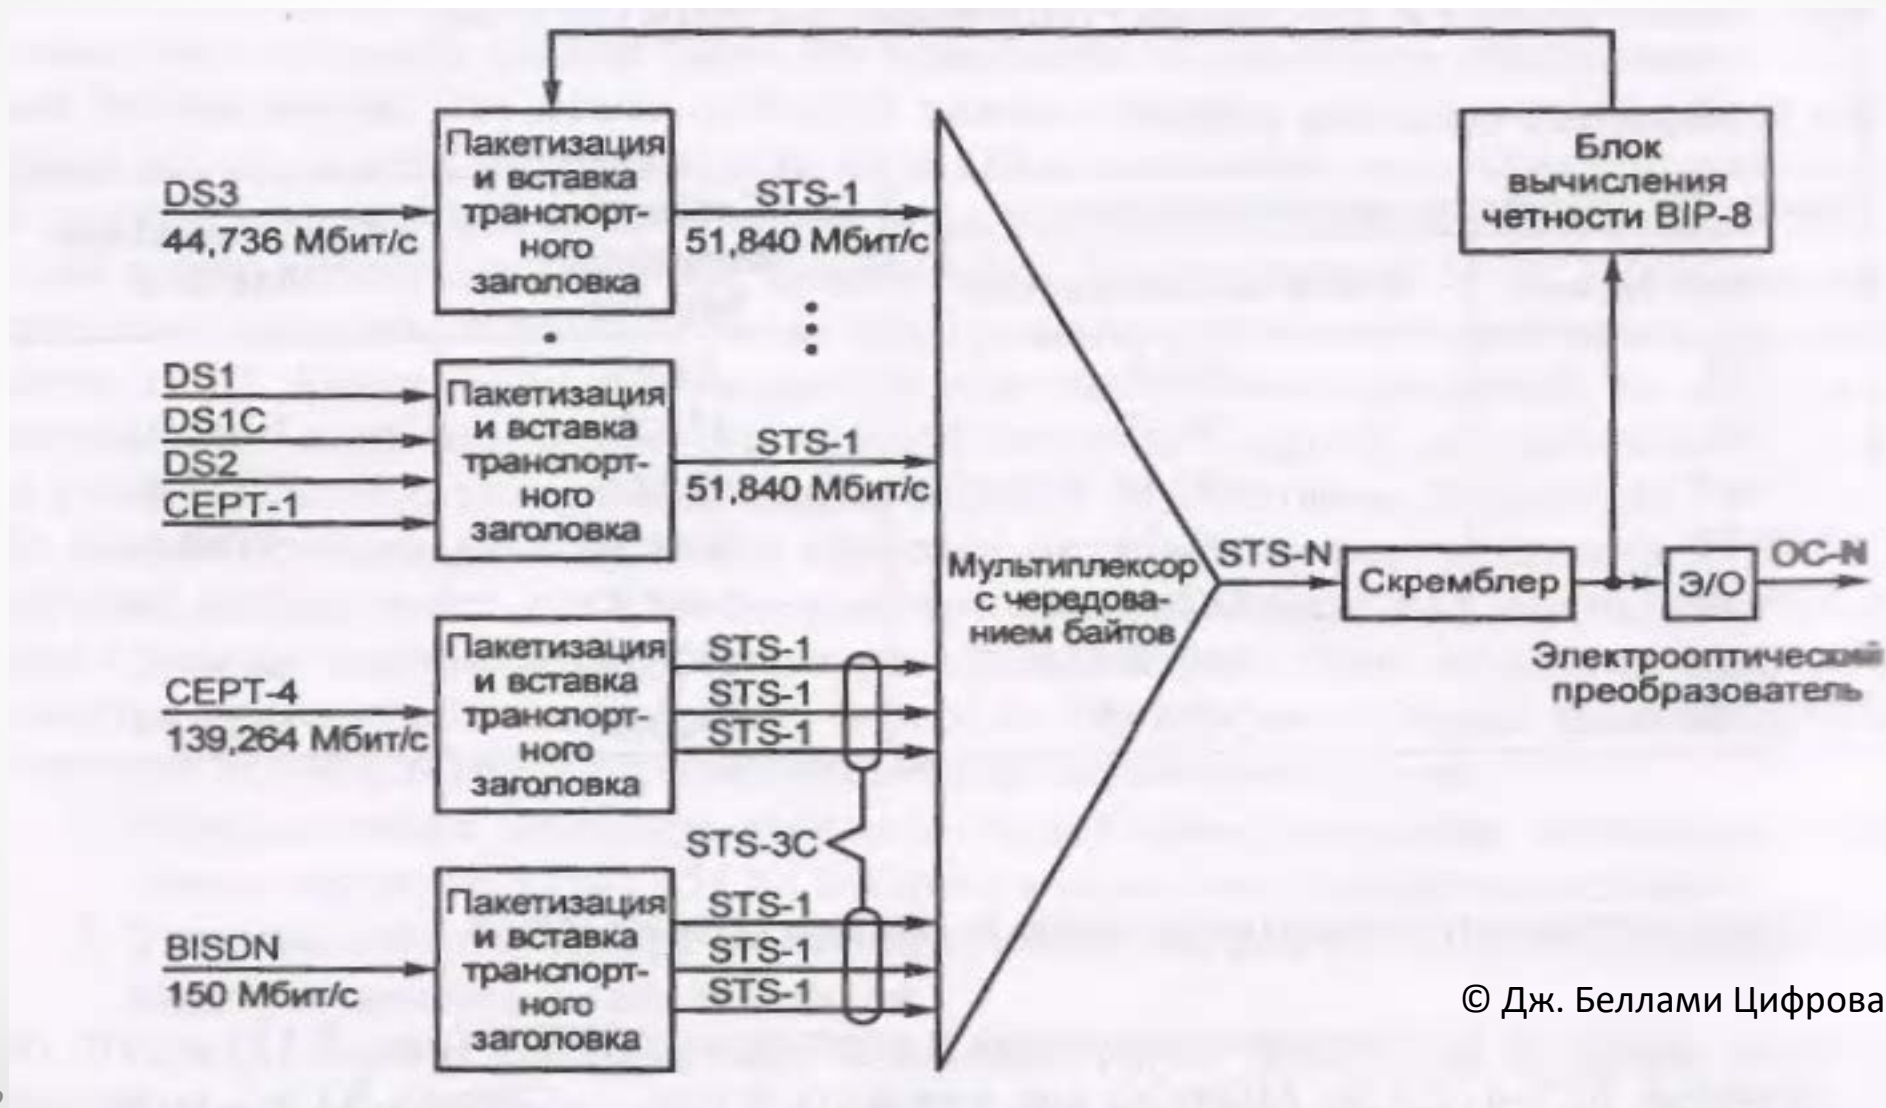 Пакетизация
и вставка
транспорт-
ного
заголовка
DS3
44,736 Мбит/с
STS-1
51,840 Мбит/с
Блок
вычисления
четности BIP-8
DS1
DS1C
DS2
CEPT-1
Пакетизация
и вставка
транспорт-
ного
заголовка
STS-1
51,840 Мбит/с
Мультиплексор
с чередова-
нием байтов
STS-N
Скремблер
Э/О
OC-N
Электрооптический
преобразователь
CEPT-4
139,264 Мбит/с
Пакетизация
и вставка
транспорт-
ного
заголовка
STS-1
STS-1
STS-1
STS-3C
BISDN
150 Мбит/с
Пакетизация
и вставка
транспорт-
ного
заголовка
STS-1
STS-1
STS-1
© Дж. Беллами Цифрова